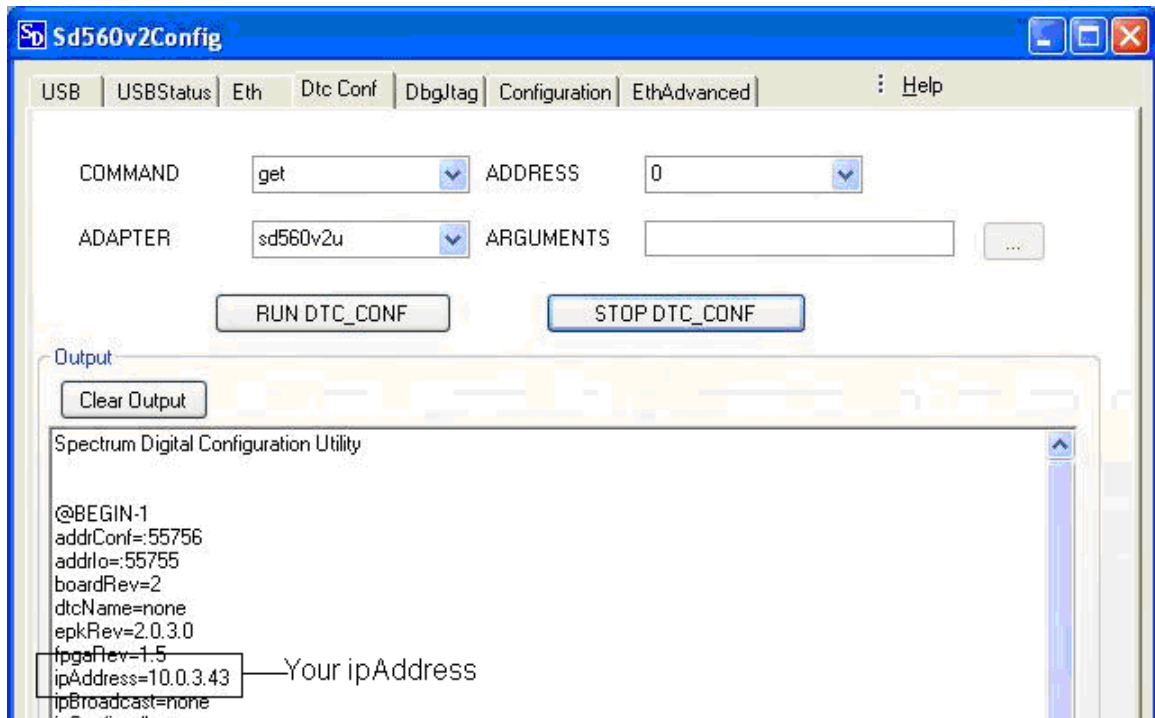 SD Sd560v2Config
USB USBStatus Eth Dtc Conf DbgJtag Configuration EthAdvanced Help
COMMAND get ADDRESS 0
ADAPTER sd560v2u ARGUMENTS ...
RUN DTC_CONF STOP DTC_CONF
Output
Clear Output
Spectrum Digital Configuration Utility
@BEGIN-1
addrConf=:55756
addrIo=:55755
boardRev=2
dtcName=none
epkRev=2.0.3.0
fpgaRev=1.5
ipAddress=10.0.3.43 Your ipAddress
ipBroadcast=none